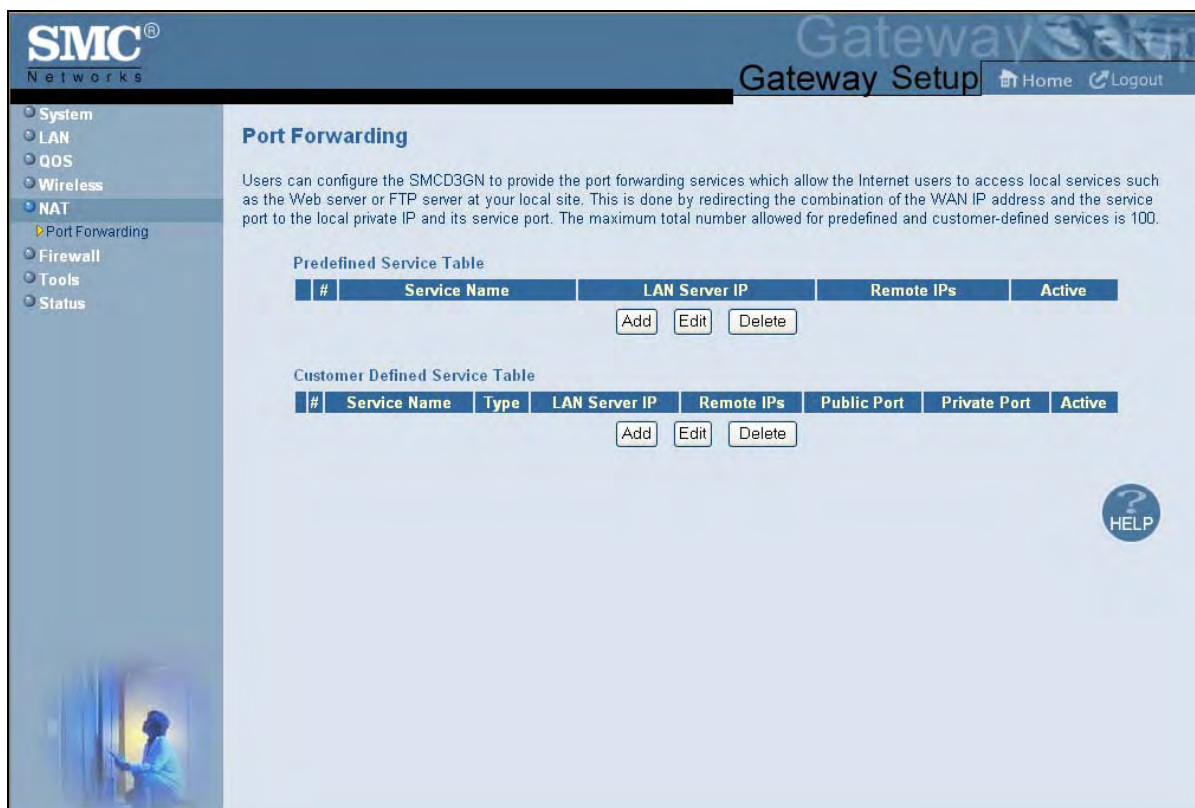 SMC®
Networks
Gateway Setup
Gateway Setup
Home
Logout
System
LAN
QOS
Wireless
NAT
Port Forwarding
Firewall
Tools
Status
Port Forwarding
Users can configure the SMCD3GN to provide the port forwarding services which allow the Internet users to access local services such
as the Web server or FTP server at your local site. This is done by redirecting the combination of the WAN IP address and the service
port to the local private IP and its service port. The maximum total number allowed for predefined and customer-defined services is 100.
Predefined Service Table
# Service Name LAN Server IP Remote IPs Active
Add Edit Delete
Customer Defined Service Table
# Service Name Type LAN Server IP Remote IPs Public Port Private Port Active
Add Edit Delete
?
HELP